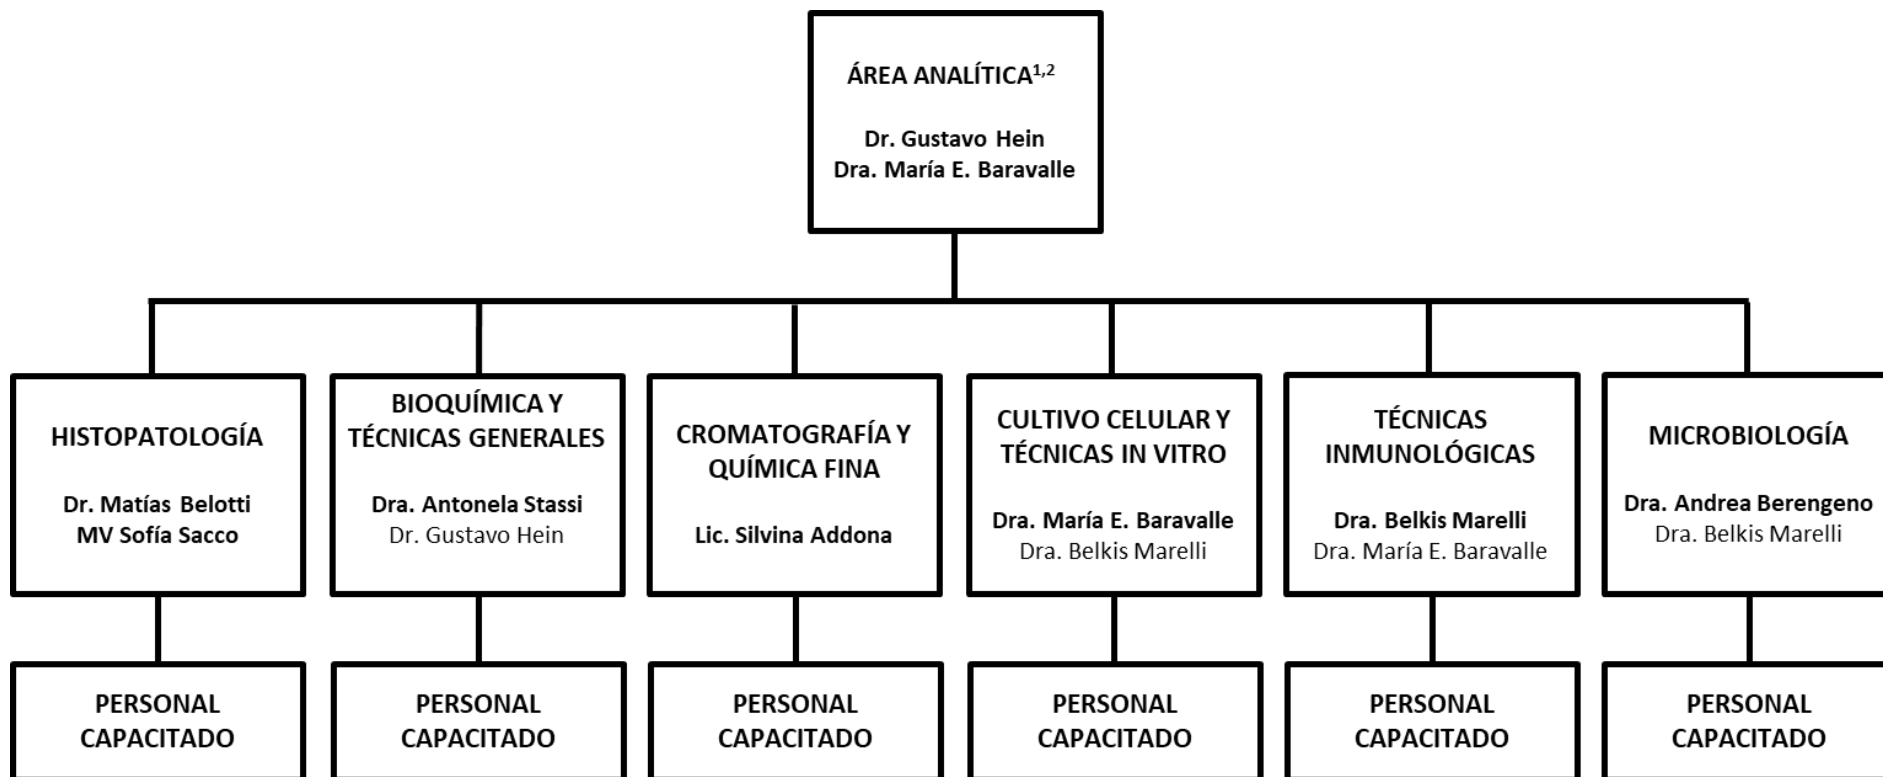 ÁREA ANALÍTICA1,2
Dr. Gustavo Hein
Dra. María E. Baravalle
HISTOPATOLOGÍA
Dr. Matías Belotti
MV Sofía Sacco
BIOQUÍMICA Y
TÉCNICAS GENERALES
Dra. Antonela Stassi
Dr. Gustavo Hein
CROMATOGRAFÍA Y
QUÍMICA FINA
Lic. Silvina Addona
CULTIVO CELULAR Y
TÉCNICAS IN VITRO
Dra. María E. Baravalle
Dra. Belkis Marelli
TÉCNICAS
INMUNOLÓGICAS
Dra. Belkis Marelli
Dra. María E. Baravalle
MICROBIOLOGÍA
Dra. Andrea Berengeno
Dra. Belkis Marelli
PERSONAL
CAPACITADO
PERSONAL
CAPACITADO
PERSONAL
CAPACITADO
PERSONAL
CAPACITADO
PERSONAL
CAPACITADO
PERSONAL
CAPACITADO